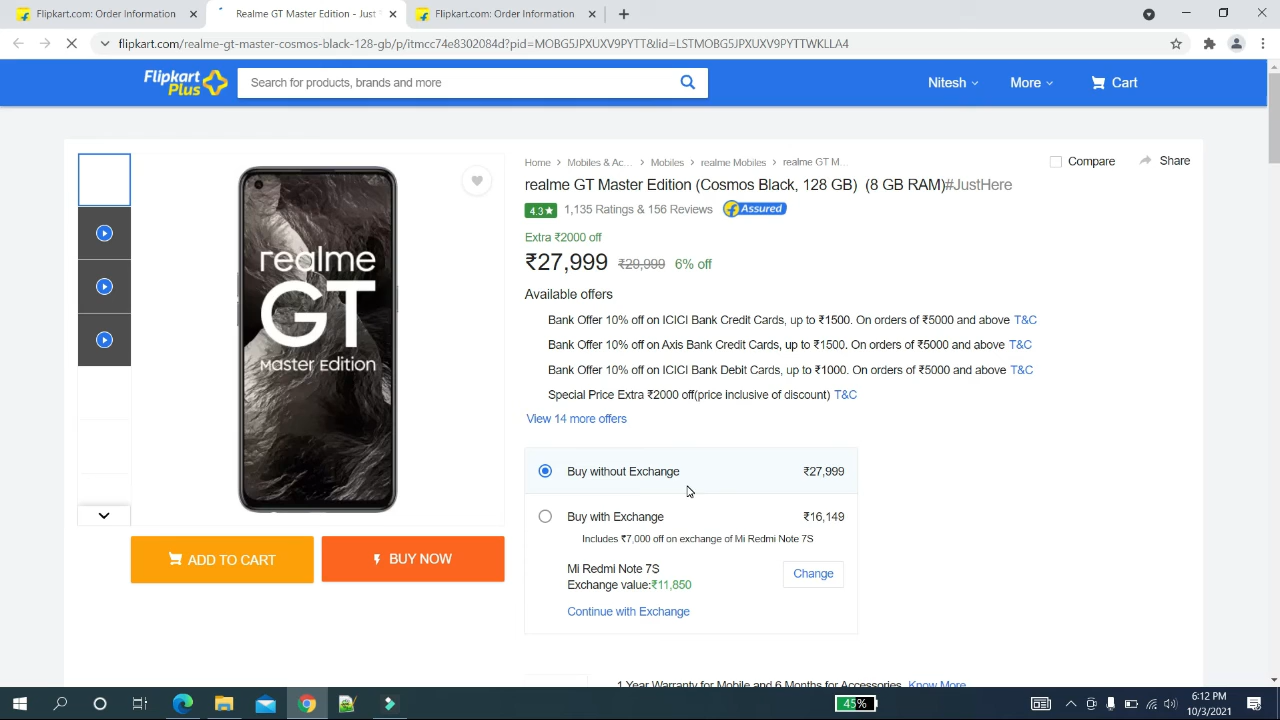 Flipkart.com: Order Information
Realme GT Master Edition - Just
Flipkart.com: Order Information
flipkart.com/realme-gt-master-cosmos-black-128-gb/p/itmcc74e8302084d?pid=MOBG5JPXUXV9PYTT&lid=LSTMOBG5JPXUXV9PYTTWKLLA4
Flipkart Plus
Search for products, brands and more
Nitesh
More
Cart
Home > Mobiles & Ac... > Mobiles > realme Mobiles > realme GT M...
Compare
Share
realme GT Master Edition (Cosmos Black, 128 GB) (8 GB RAM)#JustHere
4.3★ 1,135 Ratings & 156 Reviews Assured
Extra ₹2000 off
₹27,999 ₹29,999 6% off
Available offers
Bank Offer 10% off on ICICI Bank Credit Cards, up to ₹1500. On orders of ₹5000 and above T&C
Bank Offer 10% off on Axis Bank Credit Cards, up to ₹1500. On orders of ₹5000 and above T&C
Bank Offer 10% off on ICICI Bank Debit Cards, up to ₹1000. On orders of ₹5000 and above T&C
Special Price Extra ₹2000 off(price inclusive of discount) T&C
View 14 more offers
realme
GT
Master Edition
ADD TO CART
BUY NOW
Buy without Exchange ₹27,999
Buy with Exchange ₹16,149
Includes ₹7,000 off on exchange of Mi Redmi Note 7S
Mi Redmi Note 7S
Exchange value:₹11,850
Change
Continue with Exchange
1 Year Warranty for Mobile and 6 Months for Accessories Know More
45%
6:12 PM
10/3/2021